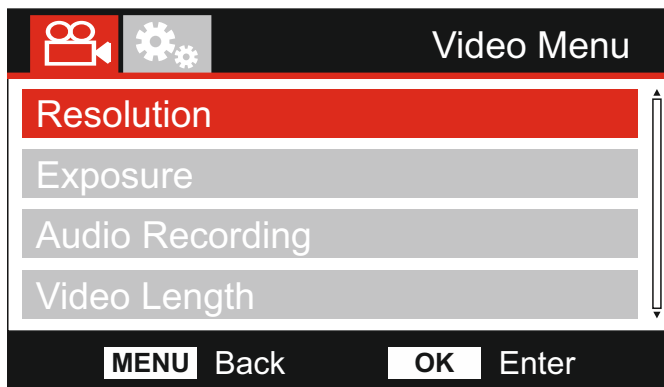 Video Menu
Resolution
Exposure
Audio Recording
Video Length
MENU Back OK Enter